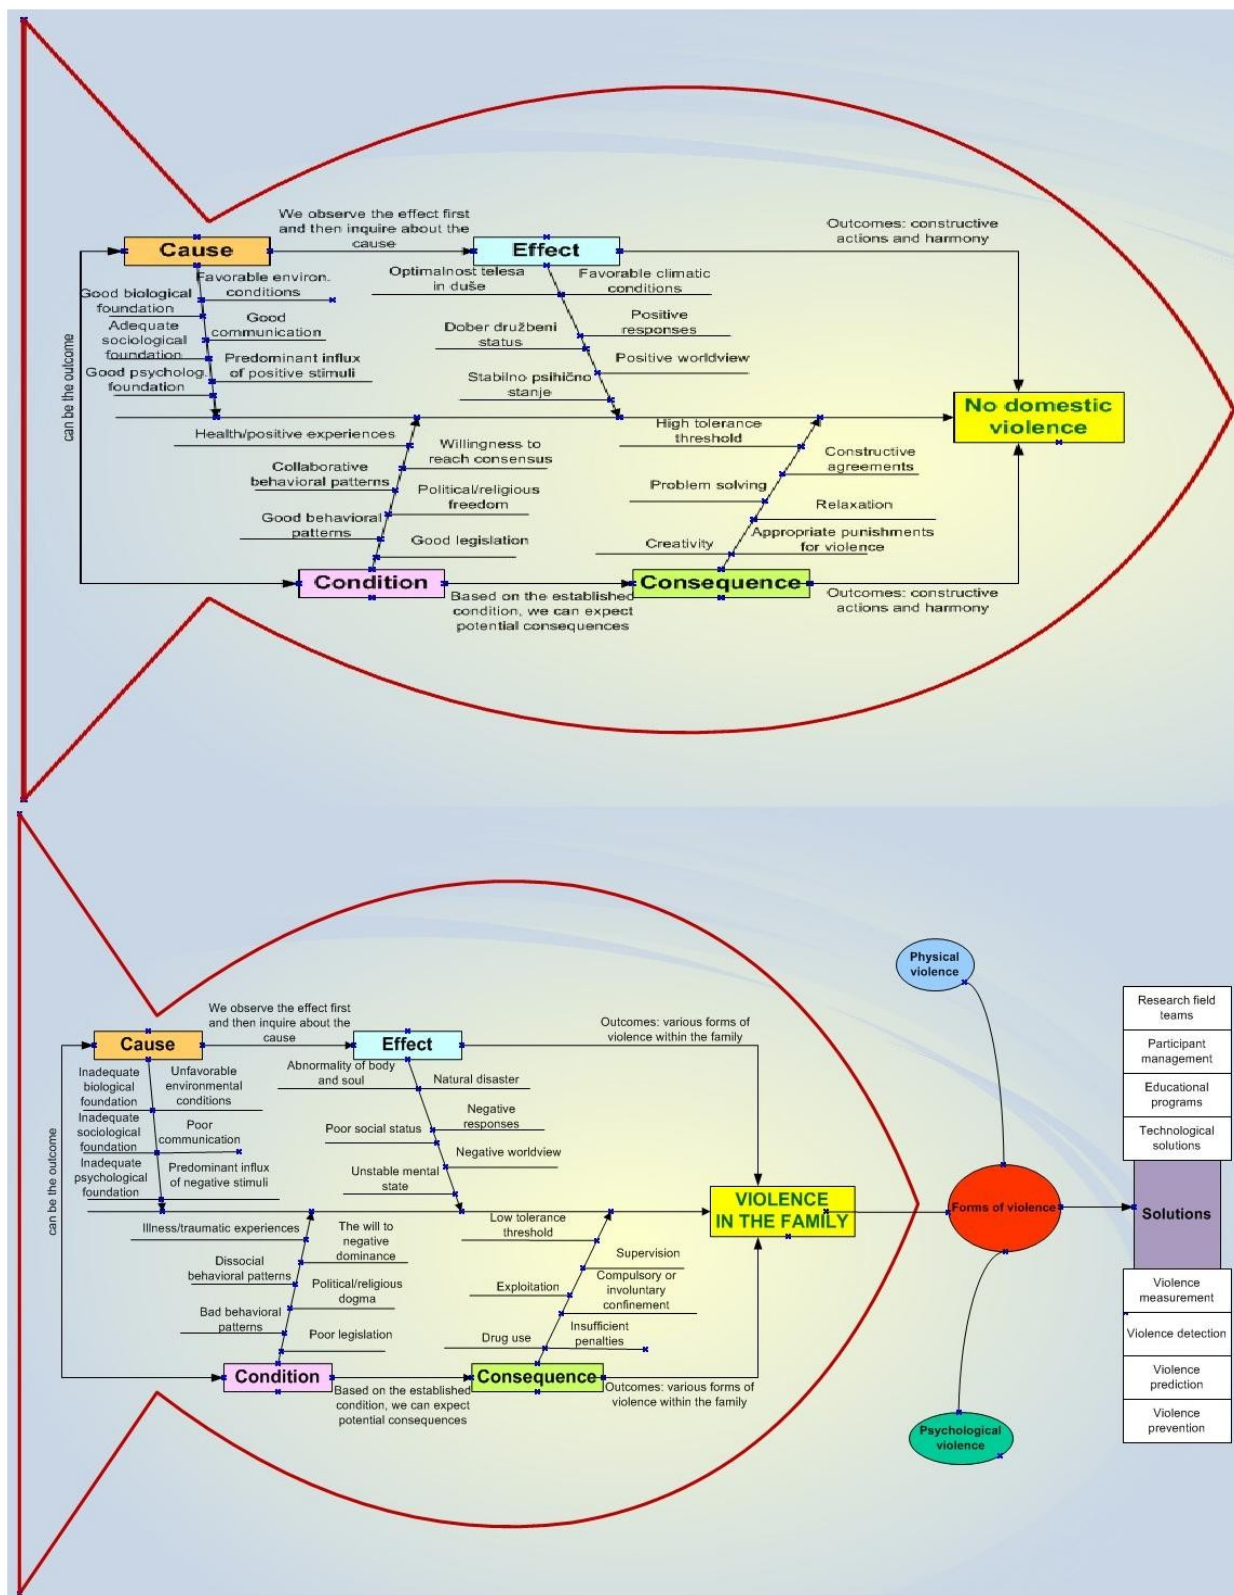 We observe the effect first
and then inquire about the
cause
Outcomes: constructive
actions and harmony
Cause
Effect
can be the outcome
Favorable environ.
conditions
Good biological
foundation
Good
communication
Adequate
sociological
foundation
Predominant influx
of positive stimuli
Good psycholog.
foundation
Optimalnost telesa
in duše
Favorable climatic
conditions
Positive
responses
Dober družbeni
status
Positive worldview
Stabilno psihično
stanje
No domestic
violence
Health/positive experiences
Willingness to
reach consensus
Collaborative
behavioral patterns
Political/religious
freedom
Good behavioral
patterns
Good legislation
High tolerance
threshold
Constructive
agreements
Problem solving
Relaxation
Creativity
Appropriate punishments
for violence
Condition
Consequence
Based on the established
condition, we can expect
potential consequences
Outcomes: constructive
actions and harmony
We observe the effect first
and then inquire about the
cause
Outcomes: various forms of
violence within the family
Cause
Effect
can be the outcome
Inadequate
biological
foundation
Unfavorable
environmental
conditions
Inadequate
sociological
foundation
Poor
communication
Inadequate
psychological
foundation
Predominant influx
of negative stimuli
Abnormality of body
and soul
Natural disaster
Negative
responses
Poor social status
Negative worldview
Unstable mental
state
VIOLENCE
IN THE FAMILY
Illness/traumatic experiences
The will to
negative
dominance
Dissocial
behavioral patterns
Political/religious
dogma
Bad behavioral
patterns
Poor legislation
Low tolerance
threshold
Supervision
Exploitation
Compulsory or
involuntary
confinement
Drug use
Insufficient
penalties
Condition
Consequence
Based on the established
condition, we can expect
potential consequences
Outcomes: various forms of
violence within the family
Physical
violence
Forms of violence
Psychological
violence
Research field
teams
Participant
management
Educational
programs
Technological
solutions
Solutions
Violence
measurement
Violence detection
Violence
prediction
Violence
prevention